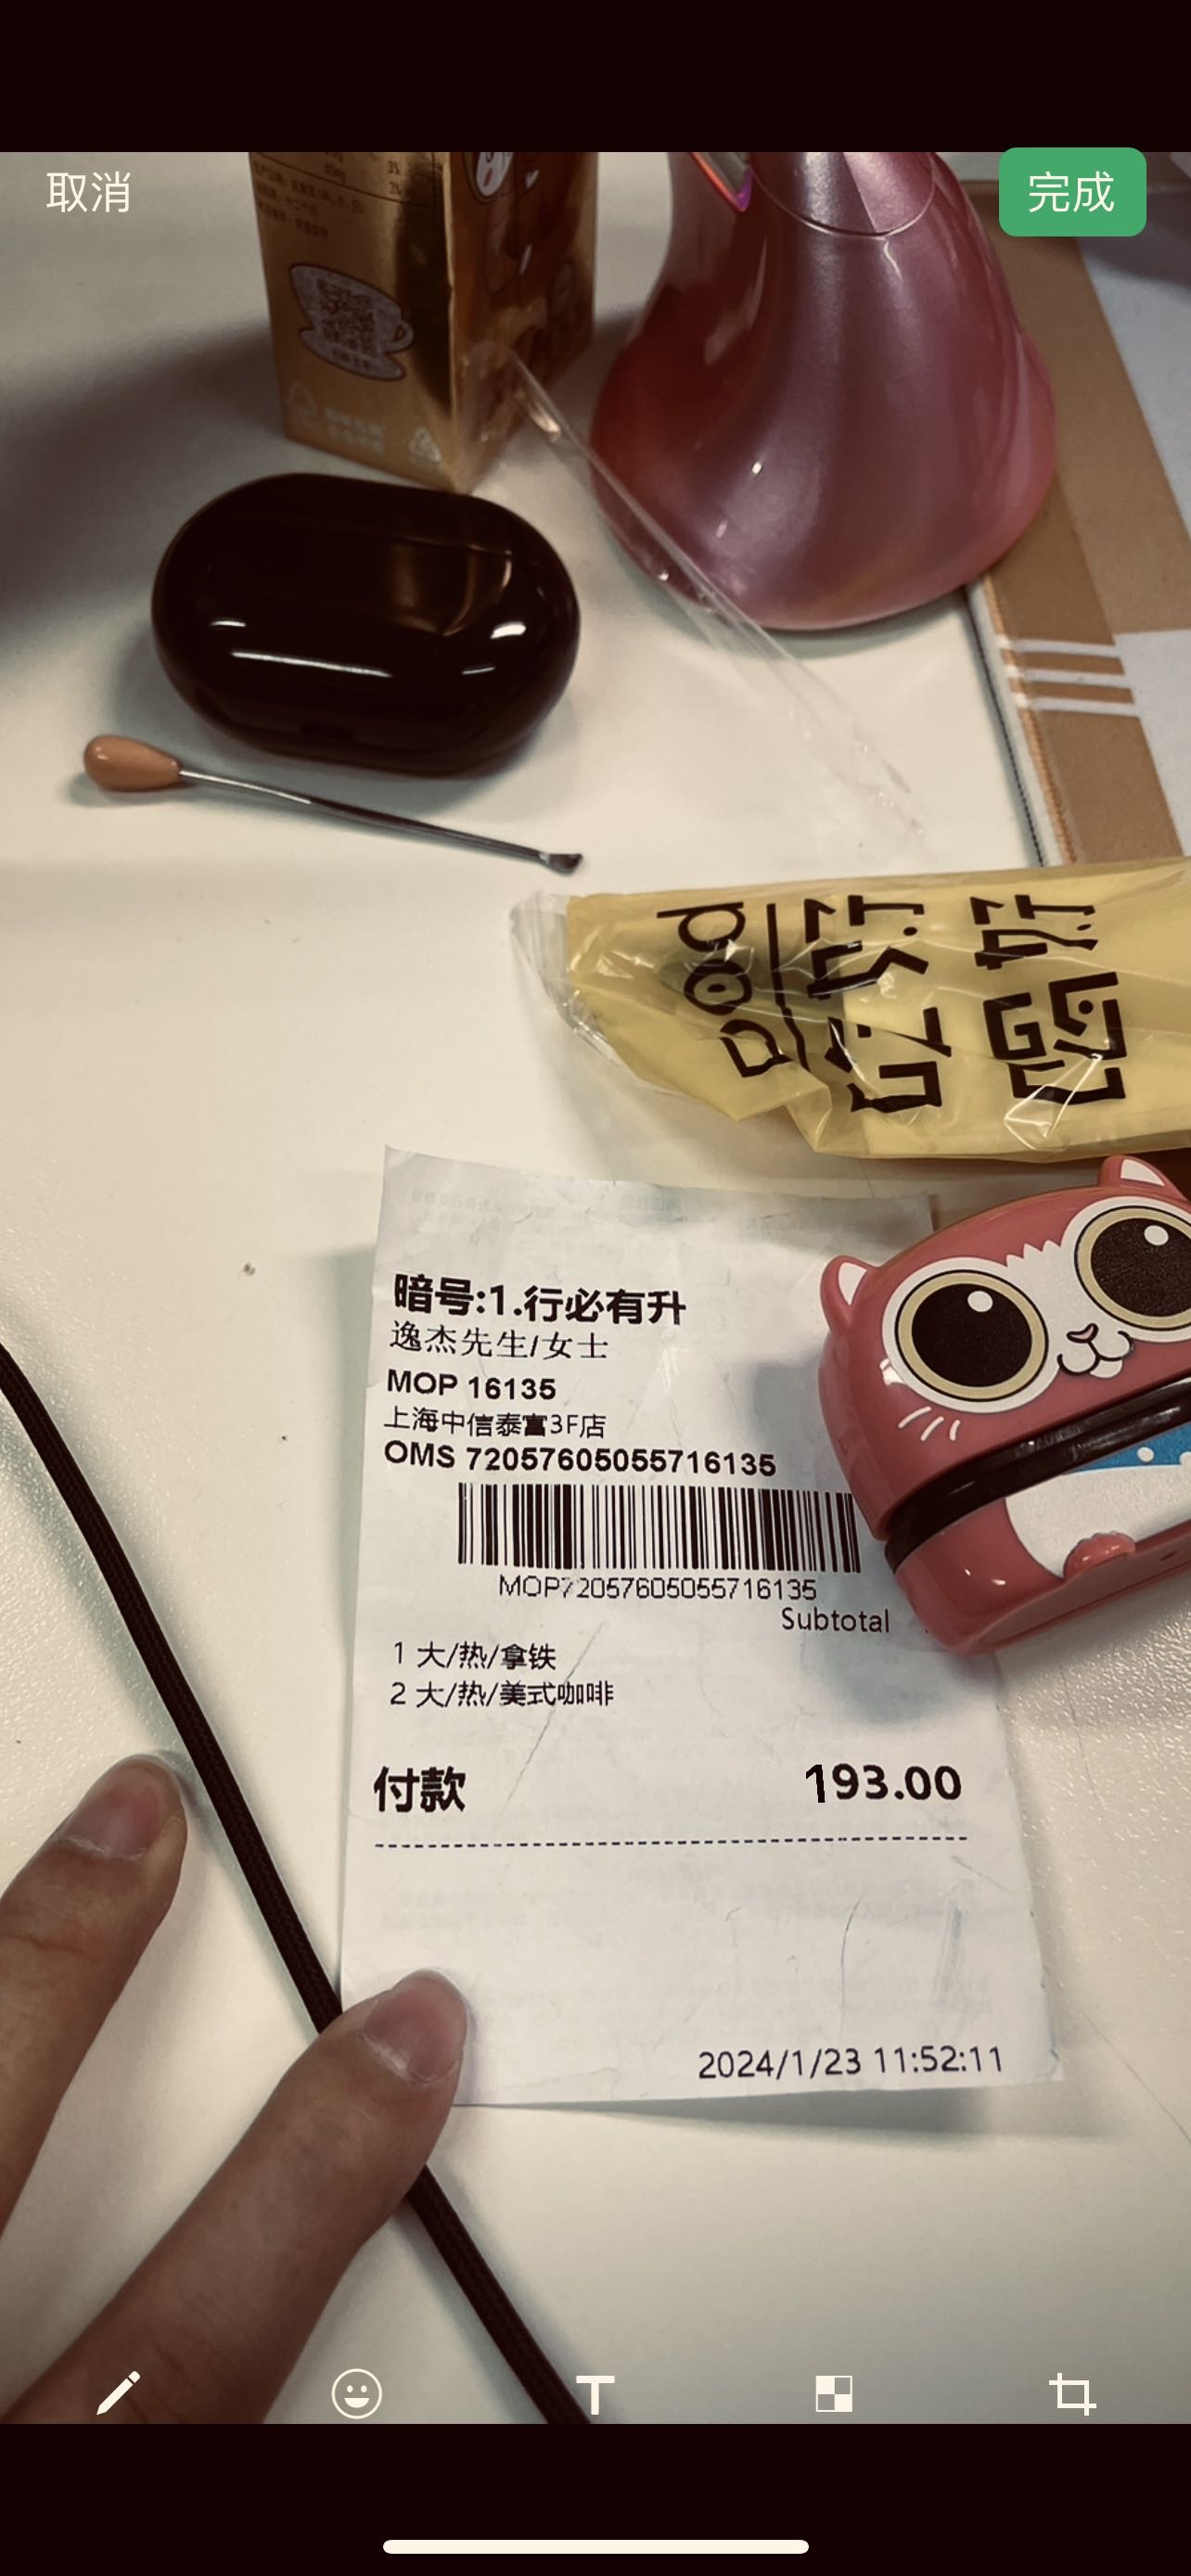 取消
完成
pop
暗号:1.行必有升
逸杰先生/女士
MOP 16135
上海中信泰富3F店
OMS 72057605055716135
MOP72057605055716135
Subtotal
1 大/热/拿铁
2 大/热/美式咖啡
付款 193.00
2024/1/23 11:52:11
T